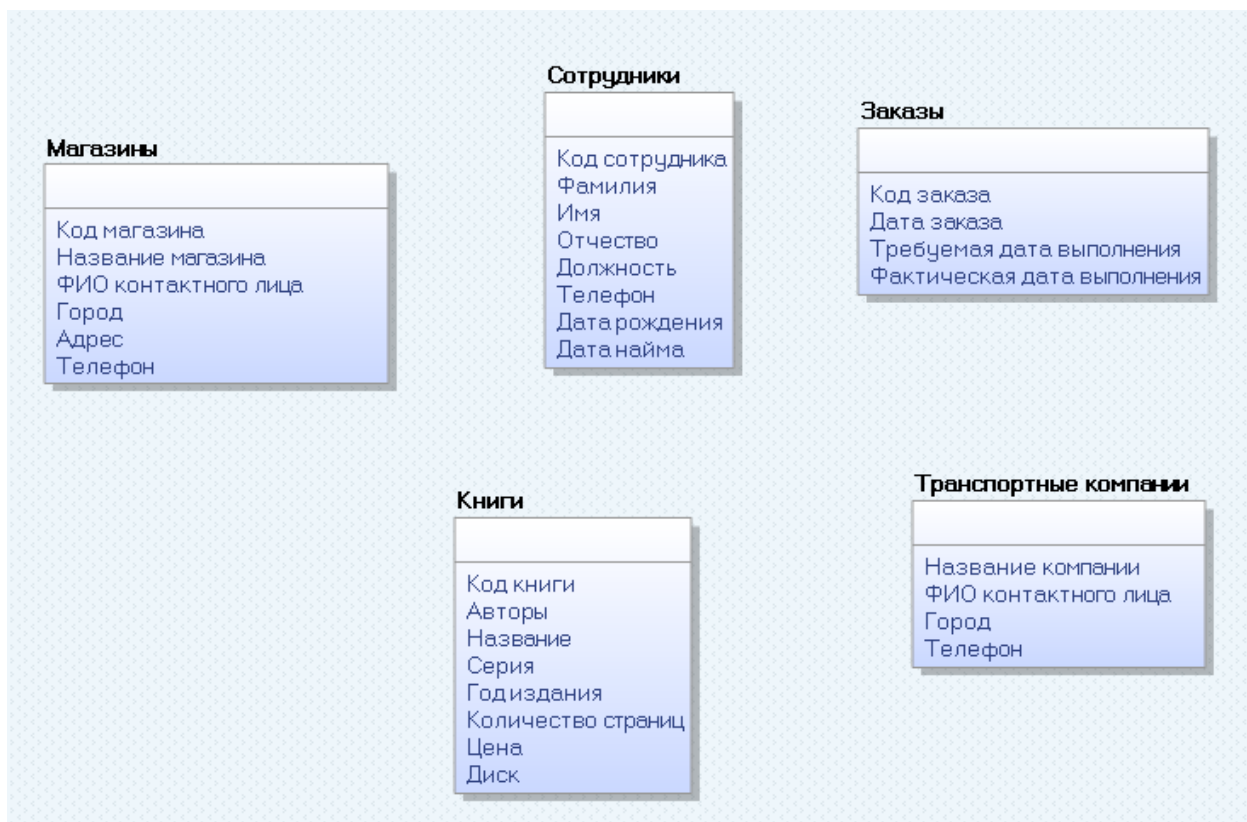 Магазины
Код магазина
Название магазина
ФИО контактного лица
Город
Адрес
Телефон
Сотрудники
Код сотрудника
Фамилия
Имя
Отчество
Должность
Телефон
Дата рождения
Дата найма
Заказы
Код заказа
Дата заказа
Требуемая дата выполнения
Фактическая дата выполнения
Книги
Код книги
Авторы
Название
Серия
Год издания
Количество страниц
Цена
Диск
Транспортные компании
Название компании
ФИО контактного лица
Город
Телефон